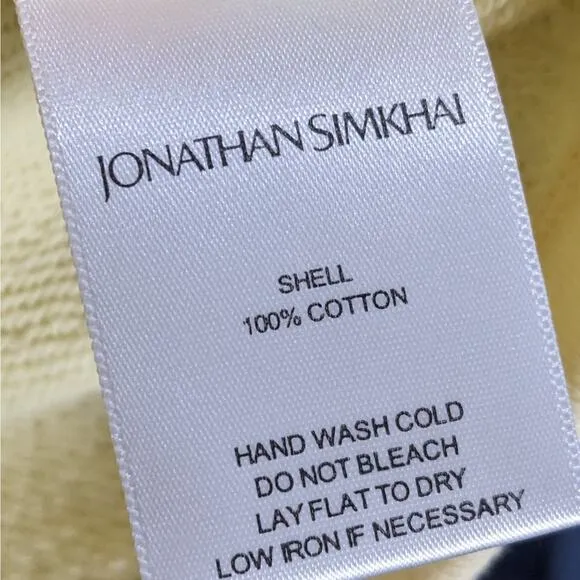 JONATHAN SIMKHAI
SHELL
100% COTTON
HAND WASH COLD
DO NOT BLEACH
LAY FLAT TO DRY
LOW IRON IF NECESSARY